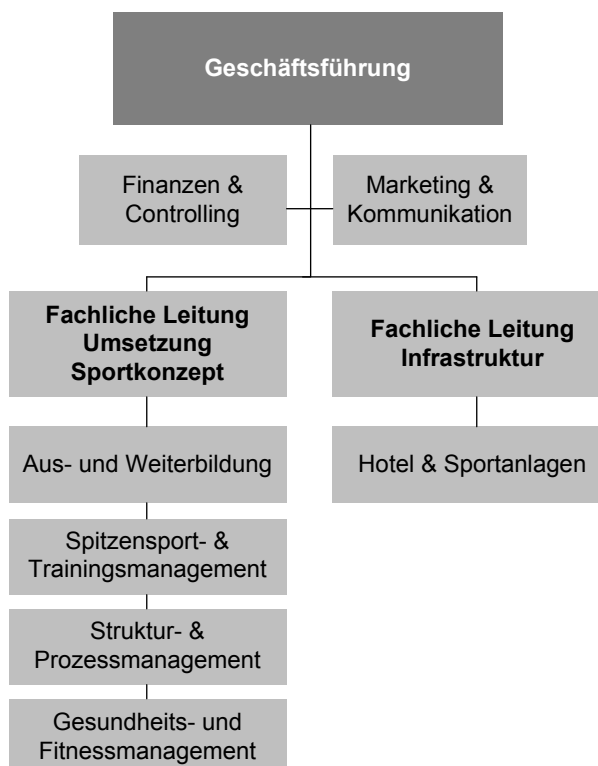 Geschäftsführung
Finanzen &
Controlling
Marketing &
Kommunikation
Fachliche Leitung
Umsetzung
Sportkonzept
Fachliche Leitung
Infrastruktur
Aus- und Weiterbildung
Hotel & Sportanlagen
Spitzensport- &
Trainingsmanagement
Struktur- &
Prozessmanagement
Gesundheits- und
Fitnessmanagement